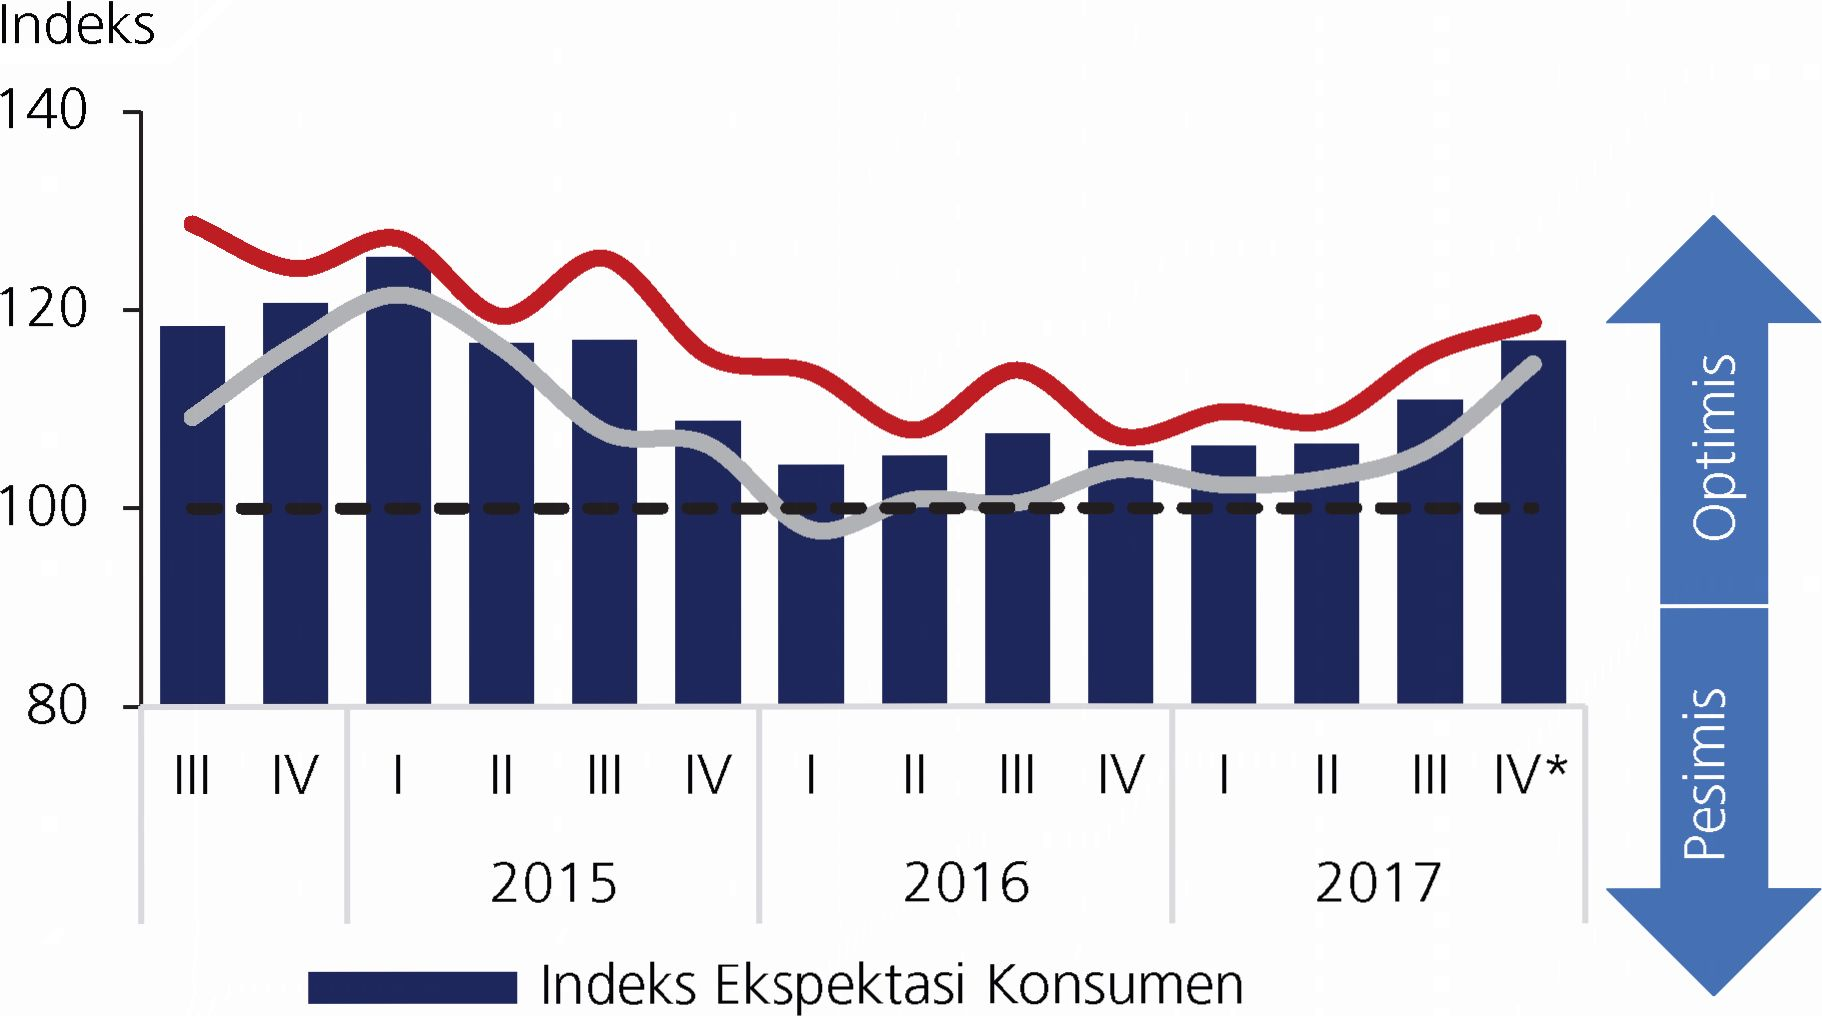 Indeks
140
120
100
80
III IV I II III IV I II III IV I II III IV*
2015 2016 2017
Indeks Ekspektasi Konsumen
Optimis
Pesimis